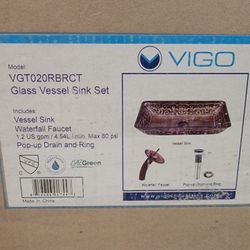 Model:
VGT020RBRCT
Glass Vessel Sink Set
VIGO
Includes:
Vessel Sink
Waterfall Faucet
1.2 US gpm / 4.54L / min. Max 80 psi
Pop-up Drain and Ring
Vessel Sink
Waterfall Faucet
Pop-up Drain and Ring
CALGreen
Made in China